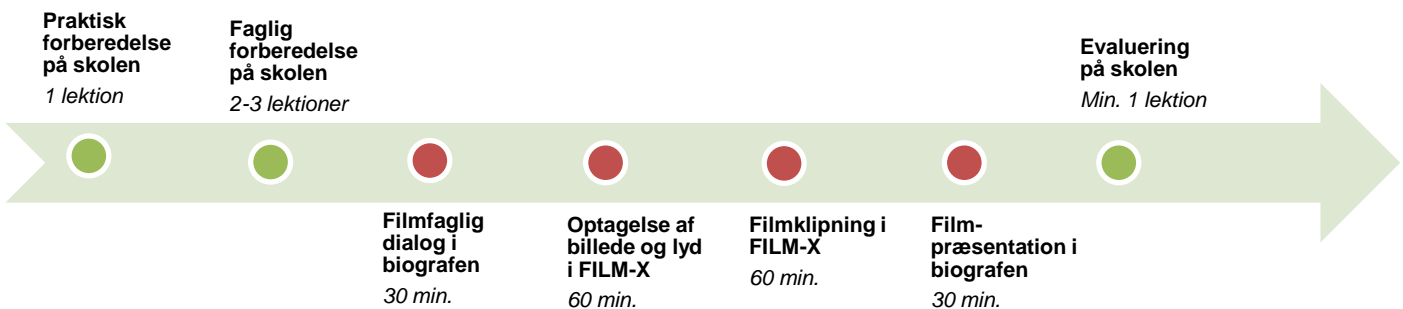 Praktisk
forberedelse
på skolen
1 lektion
Faglig
forberedelse
på skolen
2-3 lektioner
Filmfaglig
dialog i
biografen
30 min.
Optagelse af
billede og lyd
i FILM-X
60 min.
Filmklipning i
FILM-X
60 min.
Film-
præsentation i
biografen
30 min.
Evaluering
på skolen
Min. 1 lektion